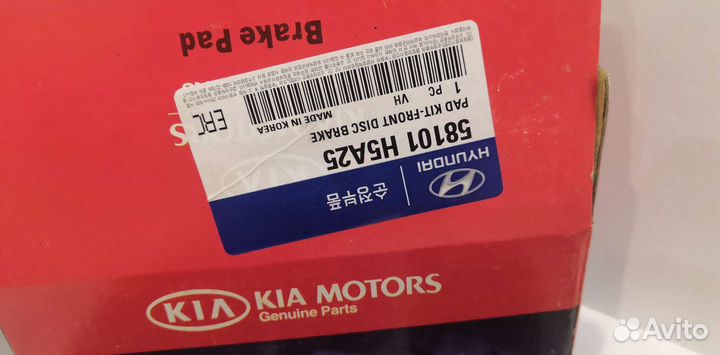 Brake Pad
HYUNDAI
순정부품
58101 H5A25
PAD KIT-FRONT DISC BRAKE
1 PC
VH
MADE IN KOREA
EAC
KIA
KIA MOTORS
Genuine Parts
Avito